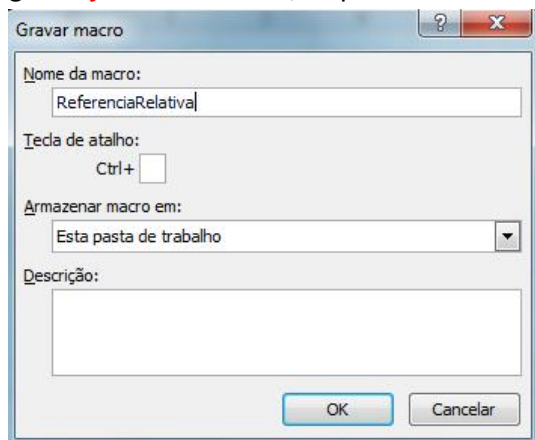 Gravar macro
Nome da macro:
ReferenciaRelativa
Tecla de atalho:
Ctrl+
Armazenar macro em:
Esta pasta de trabalho
Descrição:
OK Cancelar